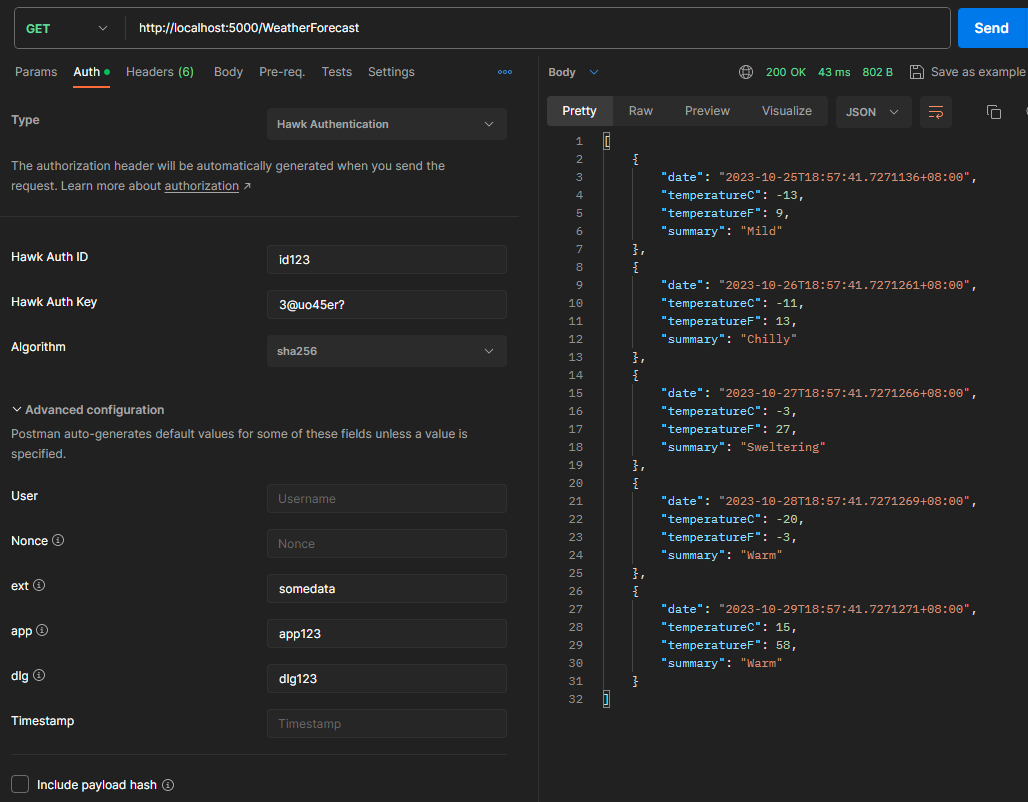 GET http://localhost:5000/WeatherForecast Send
Params Auth Headers (6) Body Pre-req. Tests Settings
Type Hawk Authentication
The authorization header will be automatically generated when you send the
request. Learn more about authorization ↗
Hawk Auth ID id123
Hawk Auth Key 3@uo45er?
Algorithm sha256
Advanced configuration
Postman auto-generates default values for some of these fields unless a value is
specified.
User Username
Nonce Nonce
ext somedata
app app123
dlg dlg123
Timestamp Timestamp
Include payload hash
Body 200 OK 43 ms 802 B Save as example
Pretty Raw Preview Visualize JSON
1 [
2 {
3 "date": "2023-10-25T18:57:41.7271136+08:00",
4 "temperatureC": -13,
5 "temperatureF": 9,
6 "summary": "Mild"
7 },
8 {
9 "date": "2023-10-26T18:57:41.7271261+08:00",
10 "temperatureC": -11,
11 "temperatureF": 13,
12 "summary": "Chilly"
13 },
14 {
15 "date": "2023-10-27T18:57:41.7271266+08:00",
16 "temperatureC": -3,
17 "temperatureF": 27,
18 "summary": "Sweltering"
19 },
20 {
21 "date": "2023-10-28T18:57:41.7271269+08:00",
22 "temperatureC": -20,
23 "temperatureF": -3,
24 "summary": "Warm"
25 },
26 {
27 "date": "2023-10-29T18:57:41.7271271+08:00",
28 "temperatureC": 15,
29 "temperatureF": 58,
30 "summary": "Warm"
31 }
32 ]